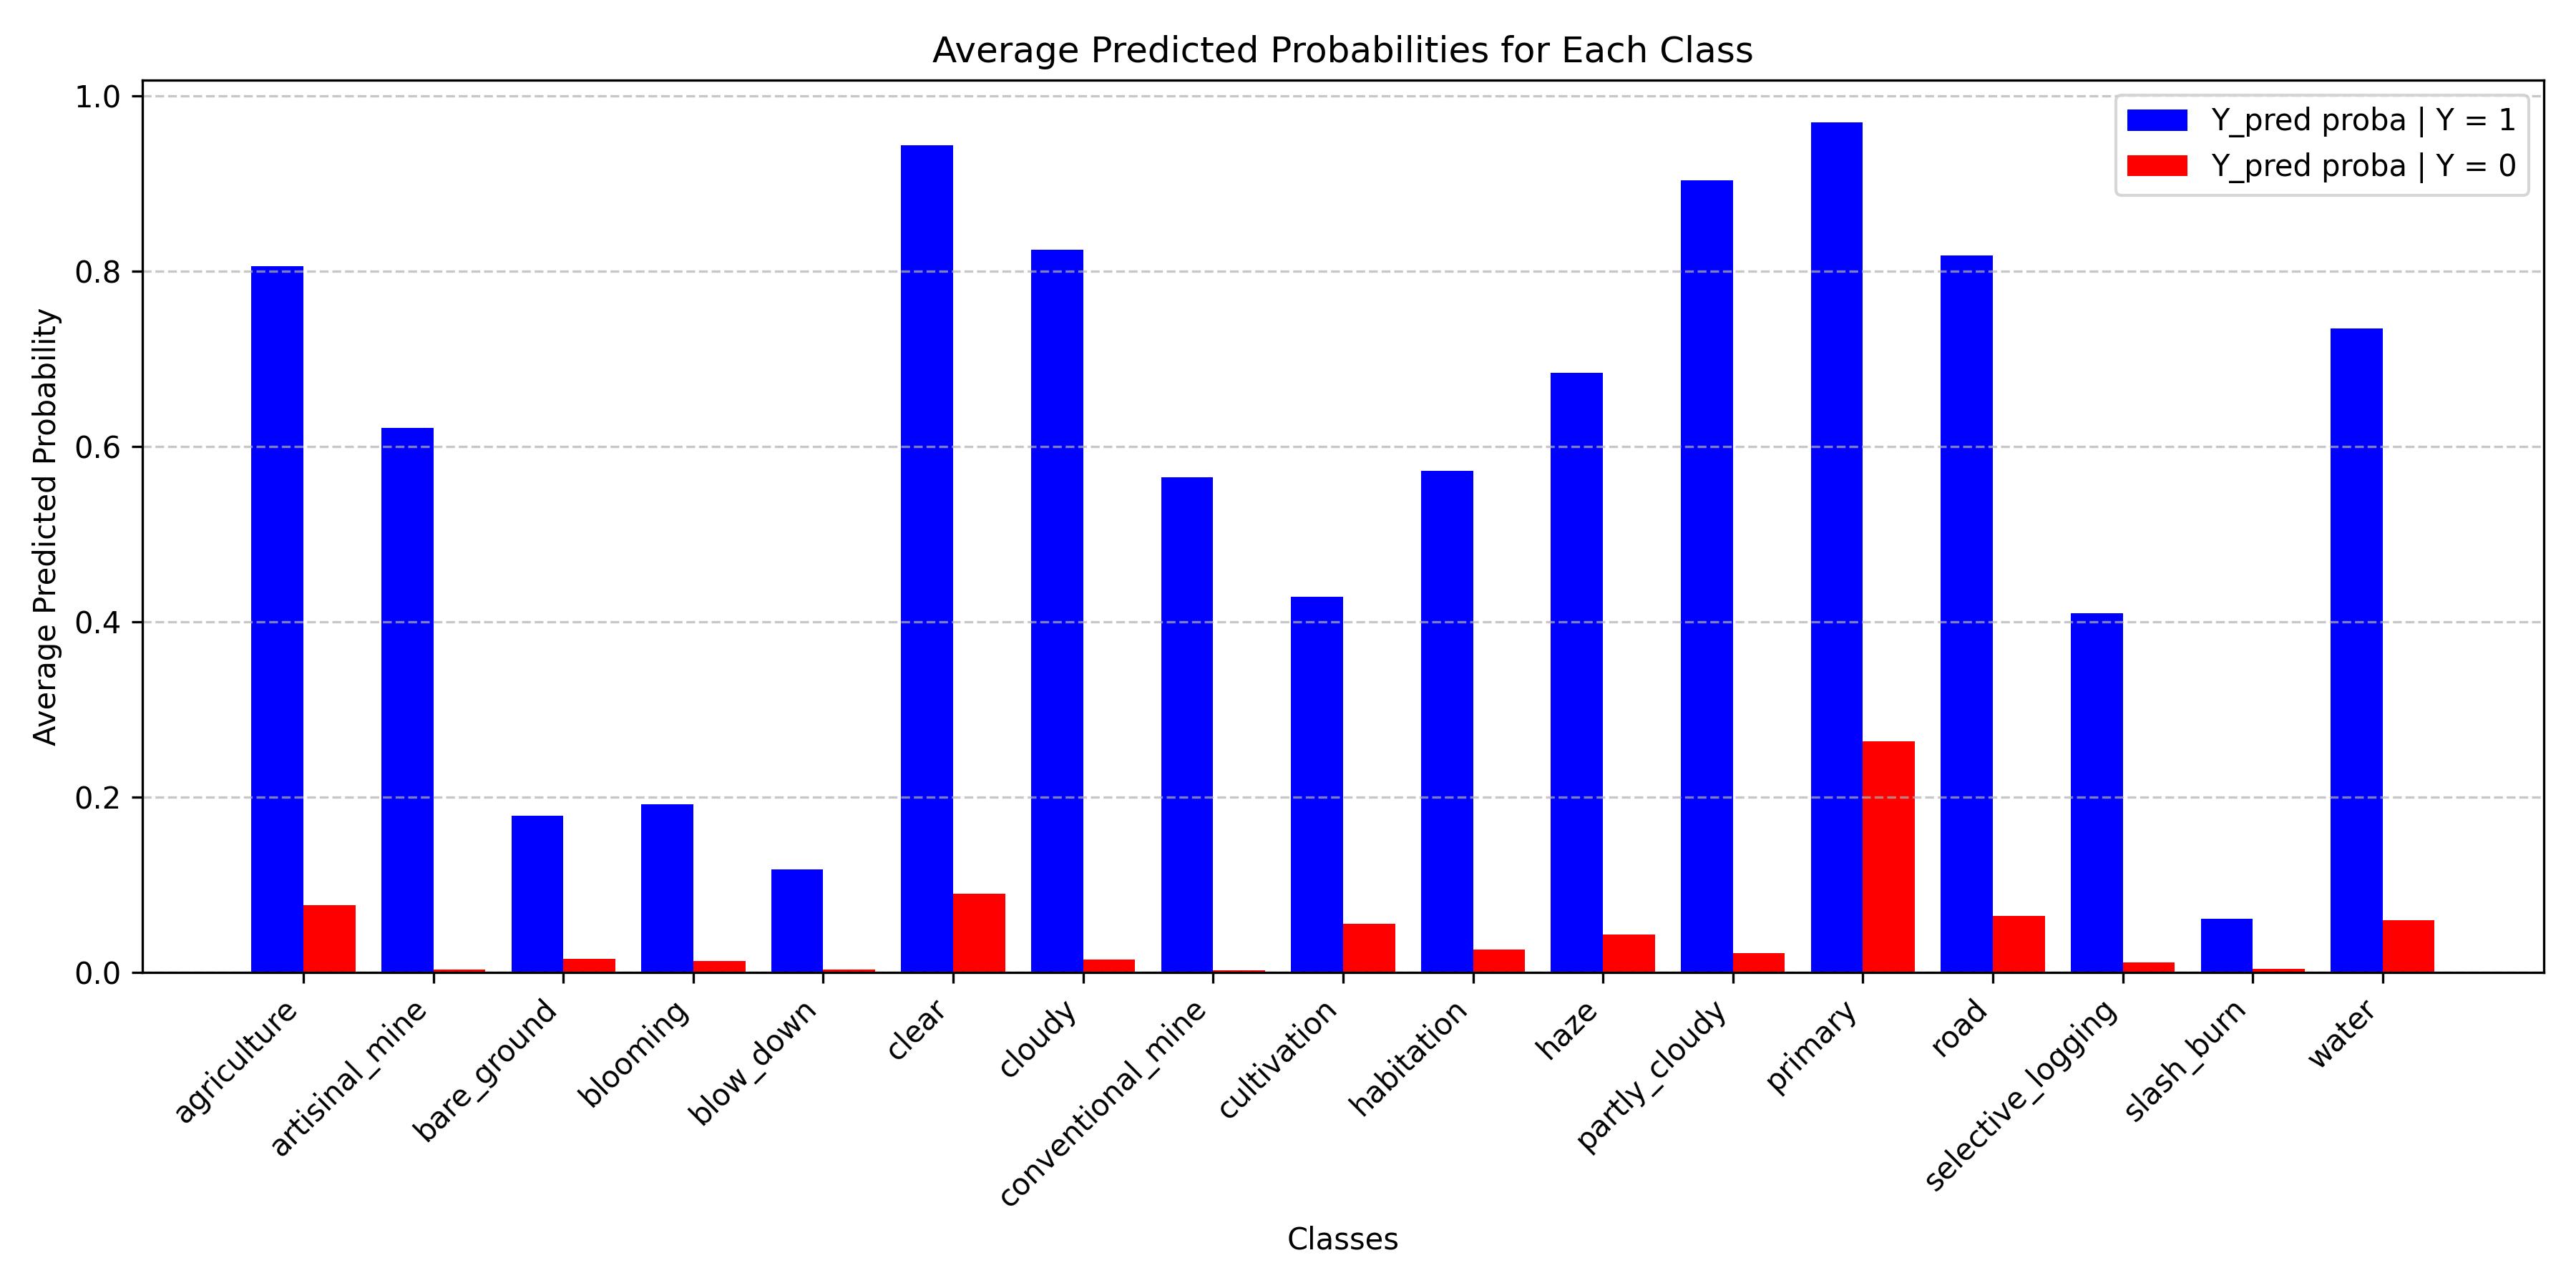 Average Predicted Probabilities for Each Class
Y_pred proba | Y = 1
Y_pred proba | Y = 0
Average Predicted Probability
1.0
0.8
0.6
0.4
0.2
0.0
agriculture
artisinal_mine
bare_ground
blooming
blow_down
clear
cloudy
conventional_mine
cultivation
habitation
haze
partly_cloudy
primary
road
selective_logging
slash_burn
water
Classes